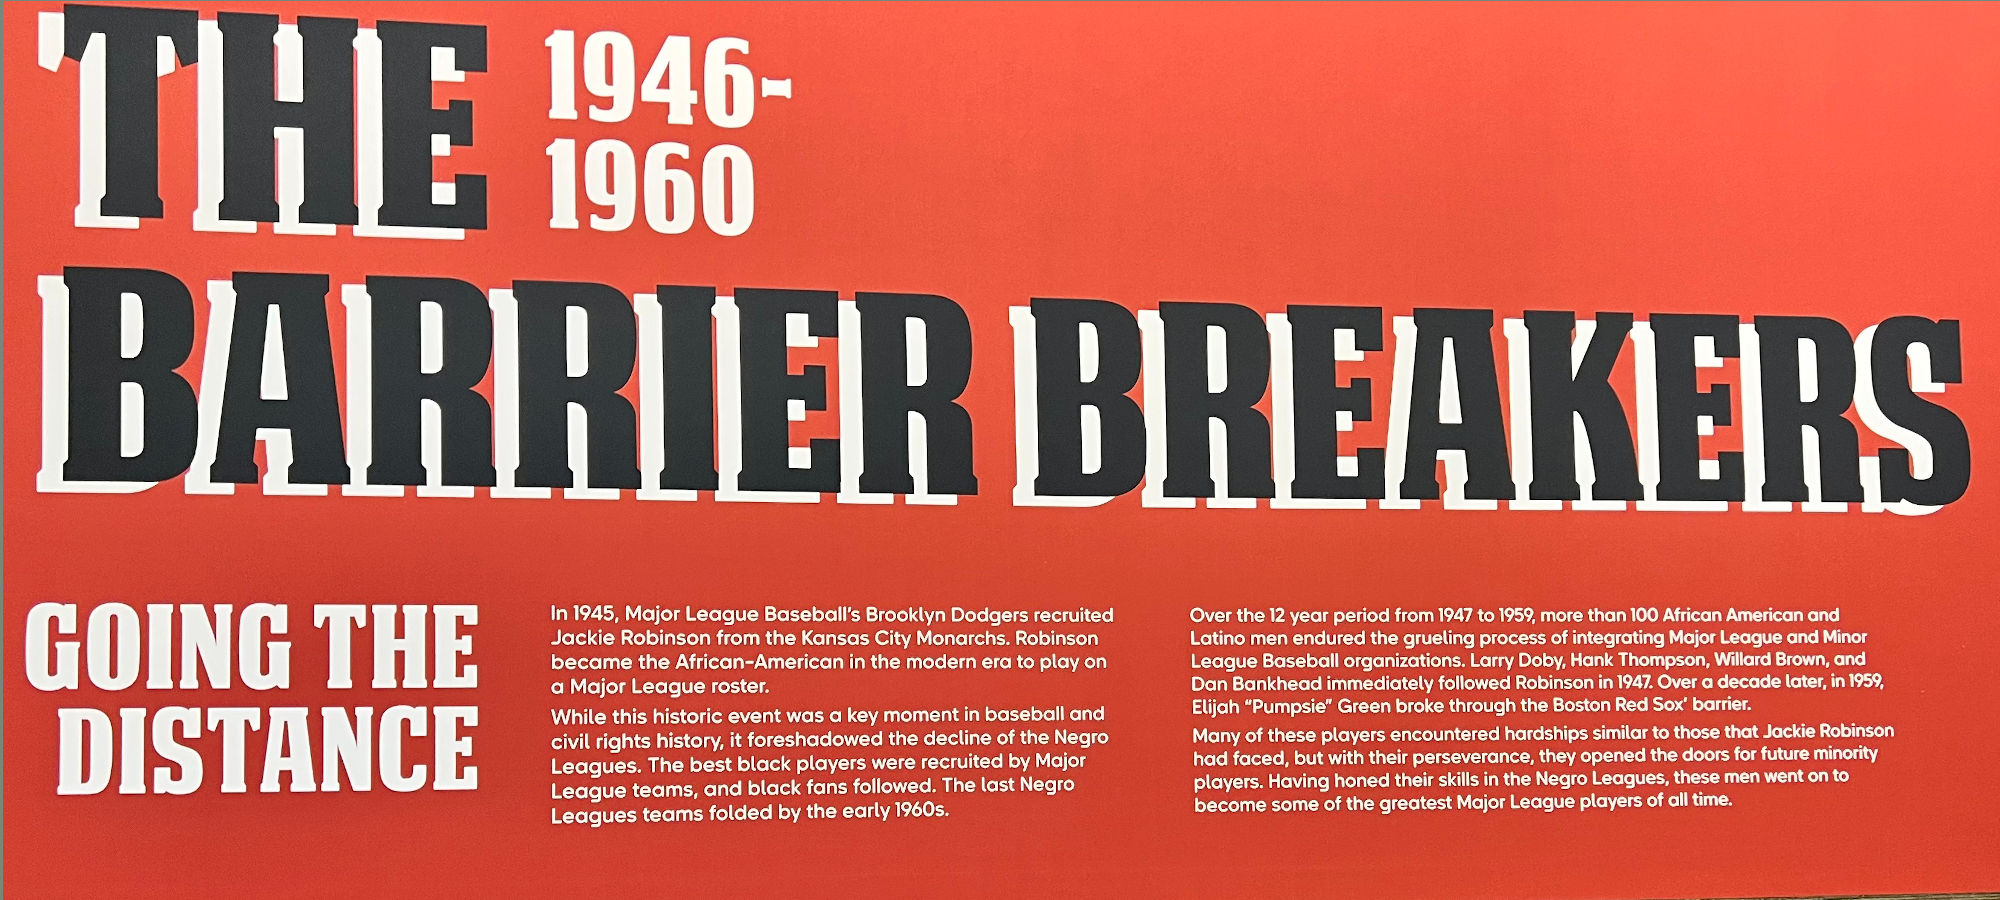 THE
1946-
1960
BARRIER BREAKERS
GOING THE
DISTANCE
In 1945, Major League Baseball's Brooklyn Dodgers recruited
Jackie Robinson from the Kansas City Monarchs. Robinson
became the African-American in the modern era to play on
a Major League roster.
While this historic event was a key moment in baseball and
civil rights history, it foreshadowed the decline of the Negro
Leagues. The best black players were recruited by Major
League teams, and black fans followed. The last Negro
Leagues teams folded by the early 1960s.
Over the 12 year period from 1947 to 1959, more than 100 African American and
Latino men endured the grueling process of integrating Major League and Minor
League Baseball organizations. Larry Doby, Hank Thompson, Willard Brown, and
Dan Bankhead immediately followed Robinson in 1947. Over a decade later, in 1959,
Elijah “Pumpsie” Green broke through the Boston Red Sox’ barrier.
Many of these players encountered hardships similar to those that Jackie Robinson
had faced, but with their perseverance, they opened the doors for future minority
players. Having honed their skills in the Negro Leagues, these men went on to
become some of the greatest Major League players of all time.